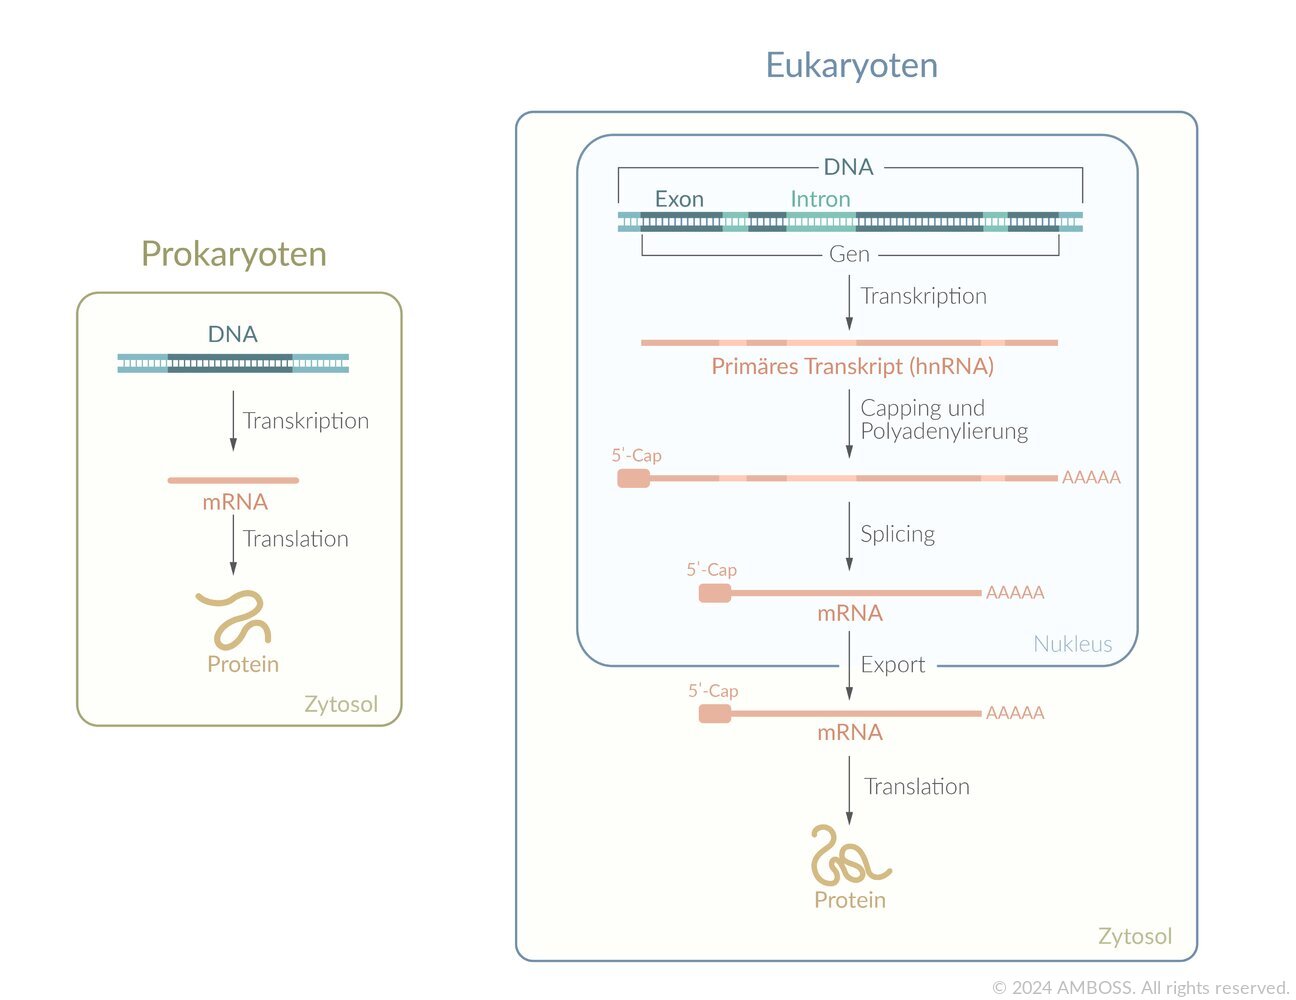 Prokaryoten
DNA
Transkription
mRNA
Translation
Protein
Zytosol
Eukaryoten
DNA
Exon
Intron
Gen
Transkription
Primäres Transkript (hnRNA)
Capping und
Polyadenylierung
5'-Cap
AAAAA
Splicing
5'-Cap
AAAAA
mRNA
Nukleus
Export
5'-Cap
AAAAA
mRNA
Translation
Protein
Zytosol
© 2024 AMBOSS. All rights reserved.